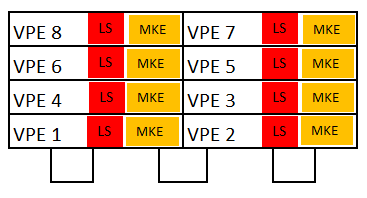 VPE 8 LS MKE VPE 7 LS MKE
VPE 6 LS MKE VPE 5 LS MKE
VPE 4 LS MKE VPE 3 LS MKE
VPE 1 LS MKE VPE 2 LS MKE